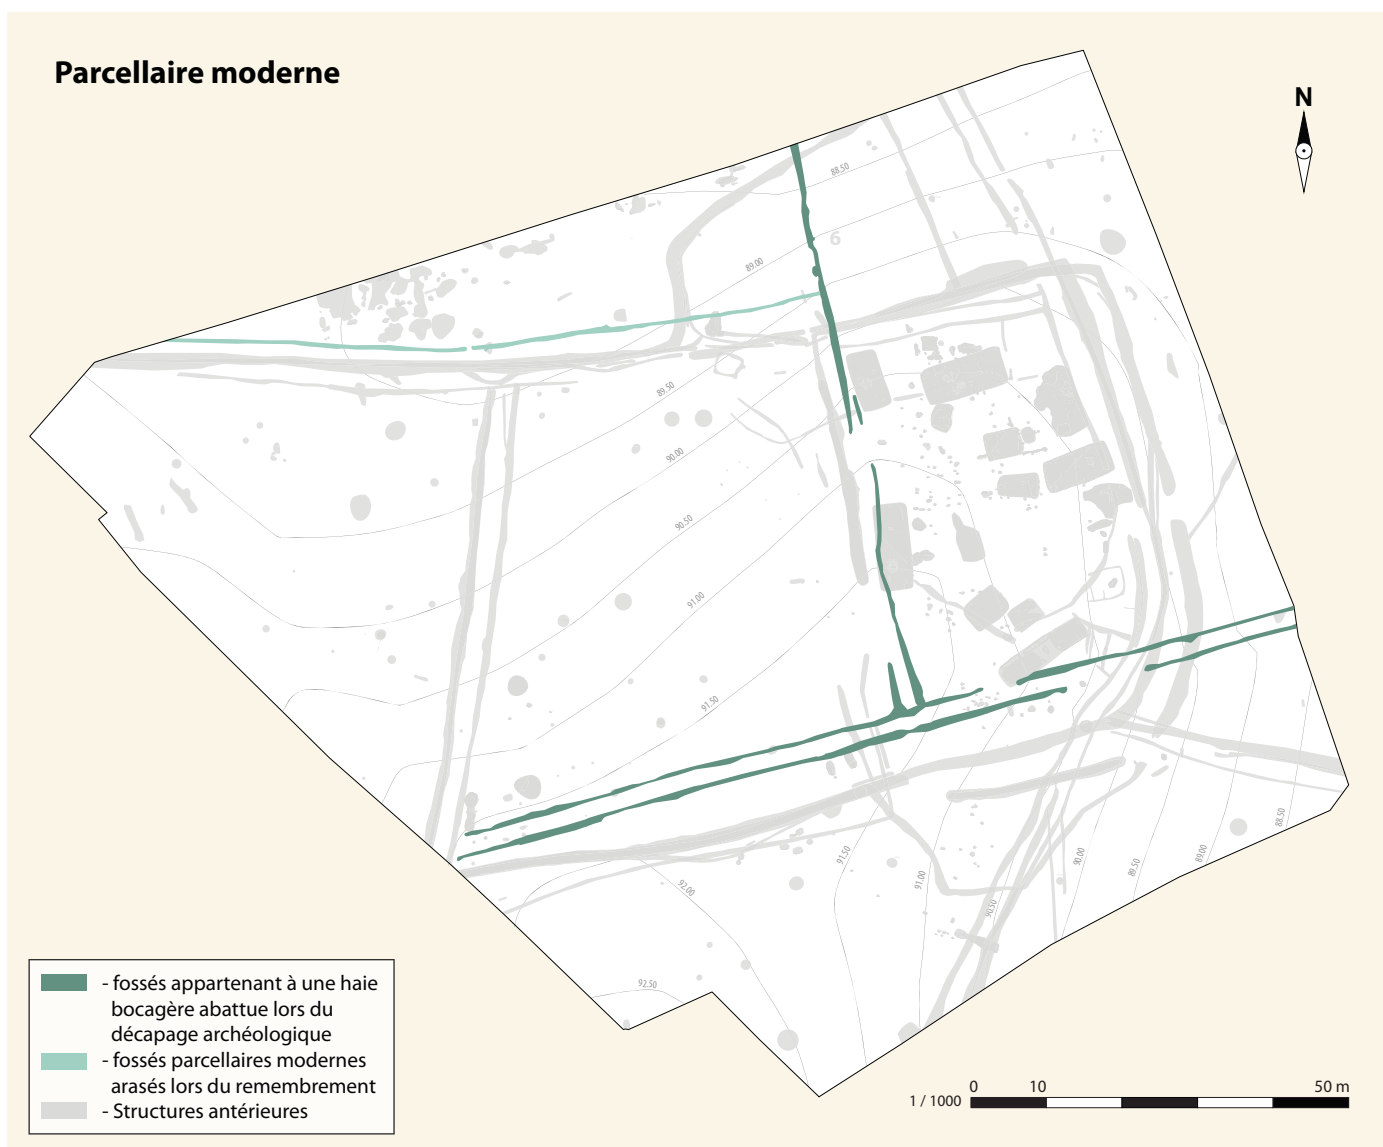 Parcellaire moderne
N
88.50
6
89.00
89.50
90.00
90.50
91.00
91.50
91.50
91.00
90.50
90.00
89.50
89.00
88.50
92.00
92.50
- fossés appartenant à une haie
bocagère abattue lors du
décapage archéologique
- fossés parcellaires modernes
arasés lors du remembrement
- Structures antérieures
0 10 50 m
1 / 1000